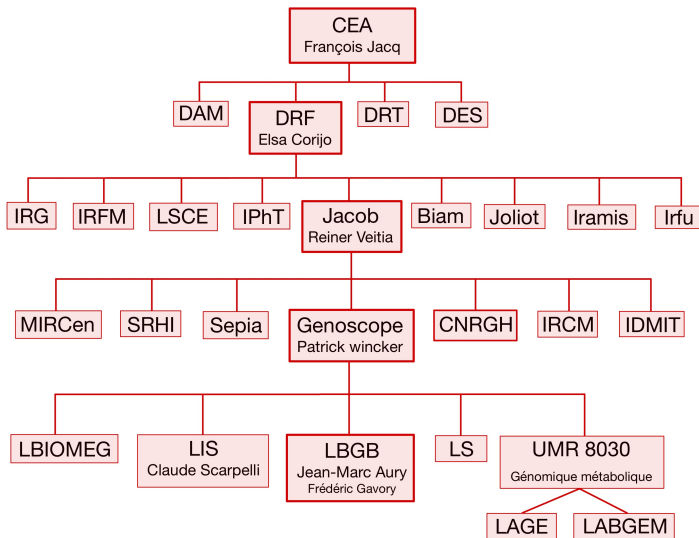 CEA
François Jacq
DAM
DRF
Elsa Corijo
DRT
DES
IRG
IRFM
LSCE
IPhT
Jacob
Reiner Veitia
Biam
Joliot
Iramis
Irfu
MIRCen
SRHI
Sepia
Genoscope
Patrick wincker
CNRGH
IRCM
IDMIT
LBIOMEG
LIS
Claude Scarpelli
LBGB
Jean-Marc Aury
Frédéric Gavory
LS
UMR 8030
Génomique métabolique
LAGE
LABGEM